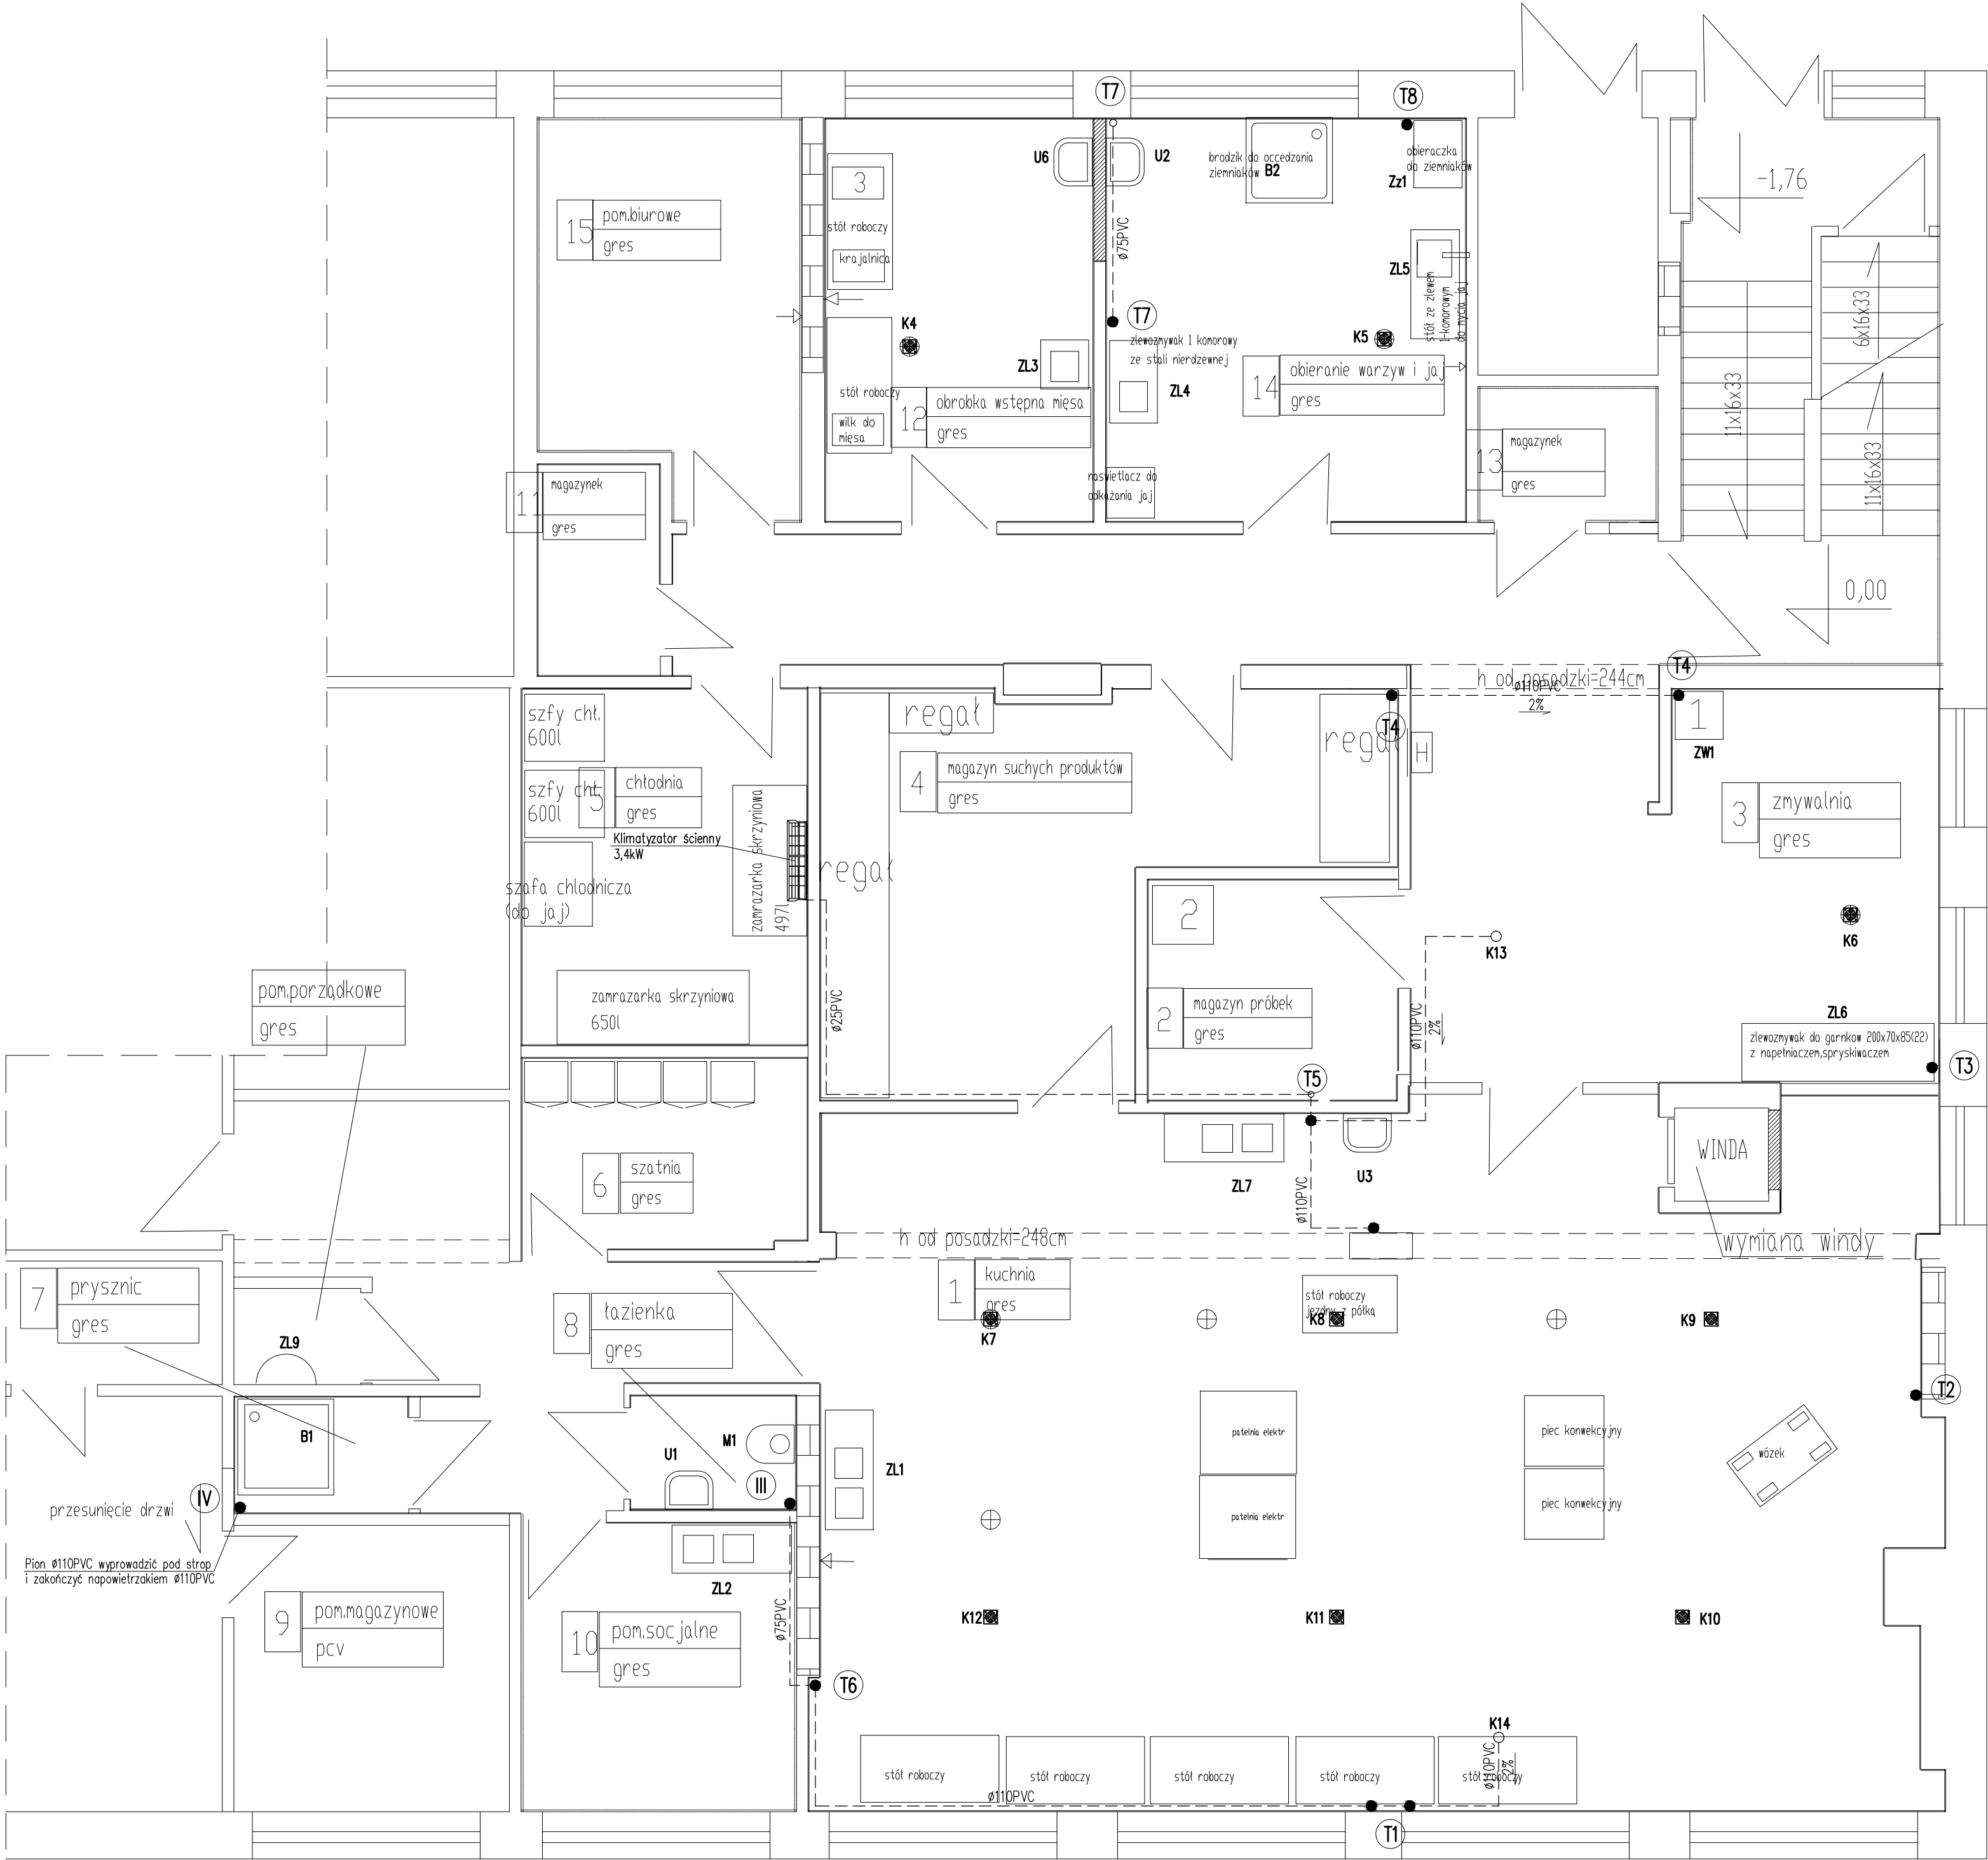 T7
T8
U6
U2
brodzik do occedzania
ziemniaków
B2
obieraczka
do ziemniaków
Zz1
-1,76
3
stół roboczy
krajalnica
15
pom.biurowe
gres
ø75PVC
ZL5
stół ze zlewem
1-komorowym
do mycia jaj
6x16x33
11x16x33
11x16x33
K4
T7
K5
zlewozmywak 1 komorowy
ze stali nierdzewnej
ZL3
ZL4
14
obieranie warzyw i jaj
gres
stół roboczy
wilk do
mięsa
12
obrobka wstępna mięsa
gres
13
magazynek
gres
11
magazynek
gres
naswietlacz do
odkażania jaj
0,00
T4
h od posadzki=244cm
ø110PVC
2%
szfy chł.
600l
regał
T4
regał
H
1
ZW1
szfy chł.
600l
5
chłodnia
gres
4
magazyn suchych produktów
gres
3
zmywalnia
gres
Klimatyzator ścienny
3,4kW
zamrazarka skrzyniowa
497l
regał
szafa chlodnicza
(do jaj)
2
K6
K13
pom.porządkowe
gres
zamrazarka skrzyniowa
650l
ø25PVC
2
magazyn próbek
gres
ø110PVC
2%
ZL6
zlewozmywak do garnkow 200x70x85(22)
z napełniaczem,spryskiwaczem
T3
T5
WINDA
6
szatnia
gres
ZL7
U3
ø110PVC
h od posadzki=248cm
wymiana windy
7
prysznic
gres
1
kuchnia
gres
stół roboczy
jezdny z półką
8
łazienka
gres
K7
K8
K9
ZL9
T2
B1
U1
M1
III
ZL1
patelnia elektr
piec konwekcyjny
wózek
IV
przesunięcie drzwi
patelnia elektr
piec konwekcyjny
Pion ø110PVC wyprowadzić pod strop
i zakończyć napowietrzakiem ø110PVC
ZL2
9
pom.magazynowe
pcv
10
pom.socjalne
gres
ø75PVC
K12
K11
K10
T6
K14
stół roboczy
stół roboczy
stół roboczy
stół roboczy
stół roboczy
ø110PVC
2%
ø110PVC
T1